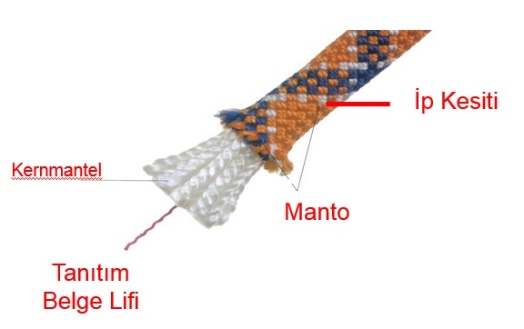 İp Kesiti
Kernmantel
Manto
Tanıtım
Belge Lifi